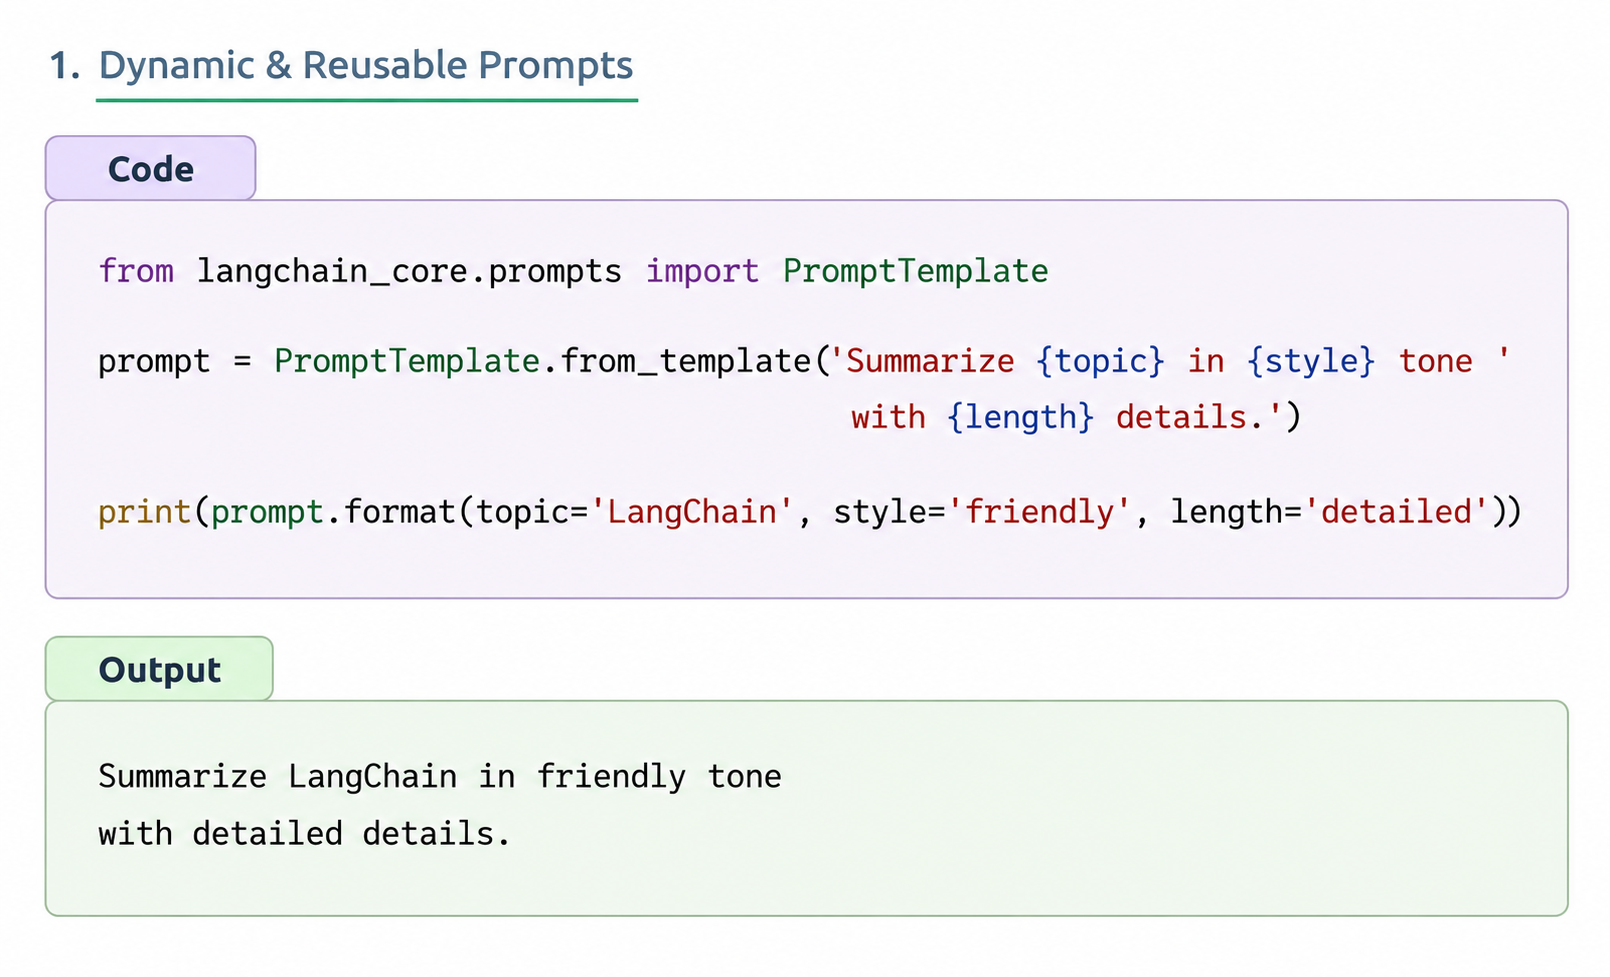 1. Dynamic & Reusable Prompts
Code
from langchain_core.prompts import PromptTemplate
prompt = PromptTemplate.from_template('Summarize {topic} in {style} tone '
with {length} details.')
print(prompt.format(topic='LangChain', style='friendly', length='detailed'))
Output
Summarize LangChain in friendly tone
with detailed details.